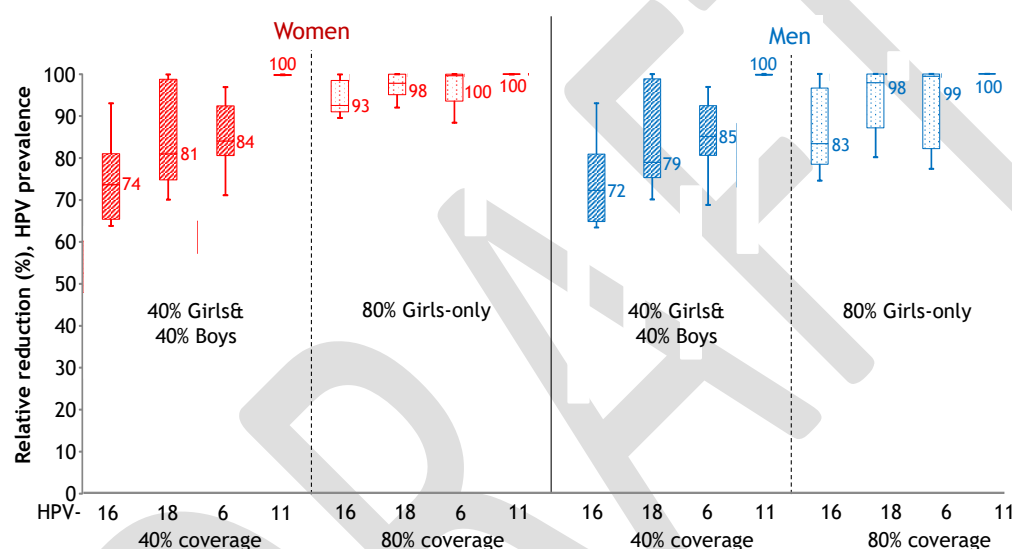 Women
Men
Relative reduction (%), HPV prevalence
100
90
80
70
60
50
40
30
20
10
0
74
81
84
100
93
98
100
100
72
79
85
100
83
98
99
100
40% Girls&
40% Boys
80% Girls-only
40% Girls&
40% Boys
80% Girls-only
HPV- 16 18 6 11 16 18 6 11 16 18 6 11 16 18 6 11
40% coverage 80% coverage 40% coverage 80% coverage
DRAFT